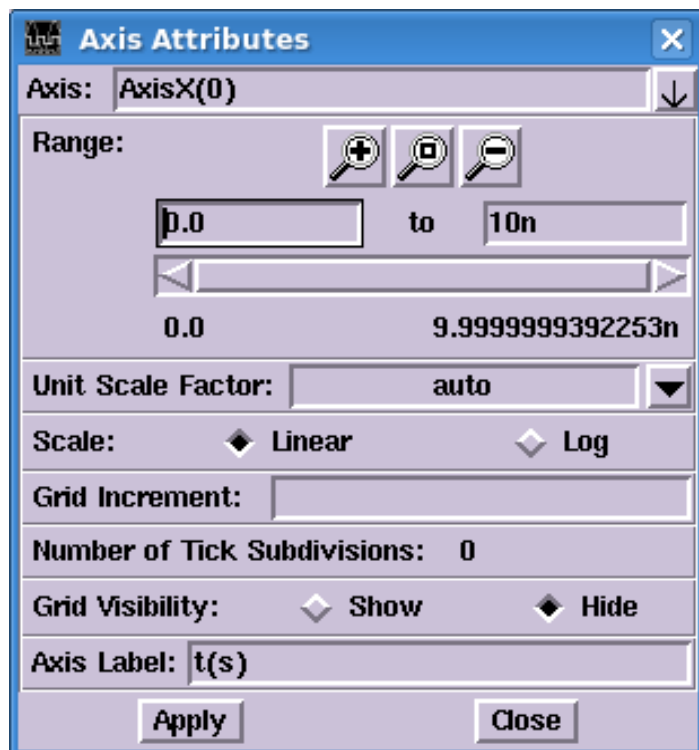 Axis Attributes
Axis: AxisX(0)
Range:
0.0 to 10n
0.0 9.9999999392253n
Unit Scale Factor: auto
Scale: Linear Log
Grid Increment:
Number of Tick Subdivisions: 0
Grid Visibility: Show Hide
Axis Label: t(s)
Apply Close